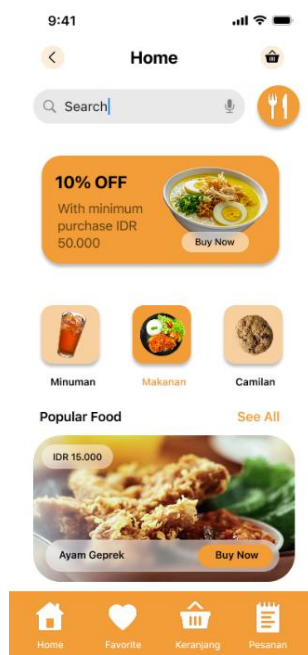 9:41
Home
Search
10% OFF
With minimum
purchase IDR
50.000
Buy Now
Minuman
Makanan
Camilan
Popular Food
See All
IDR 15.000
Ayam Geprek
Buy Now
Home
Favorite
Keranjang
Pesanan